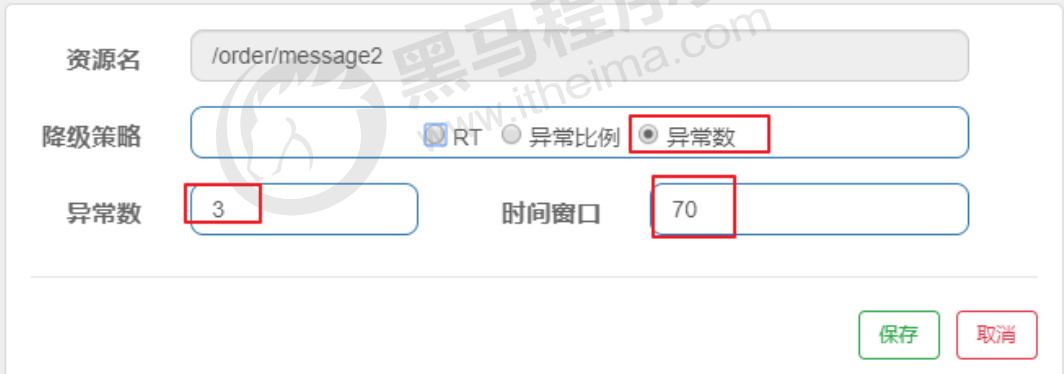 黑马程序员
www.itheima.com
资源名 /order/message2
降级策略 RT 异常比例 异常数
异常数 3 时间窗口 70
保存 取消